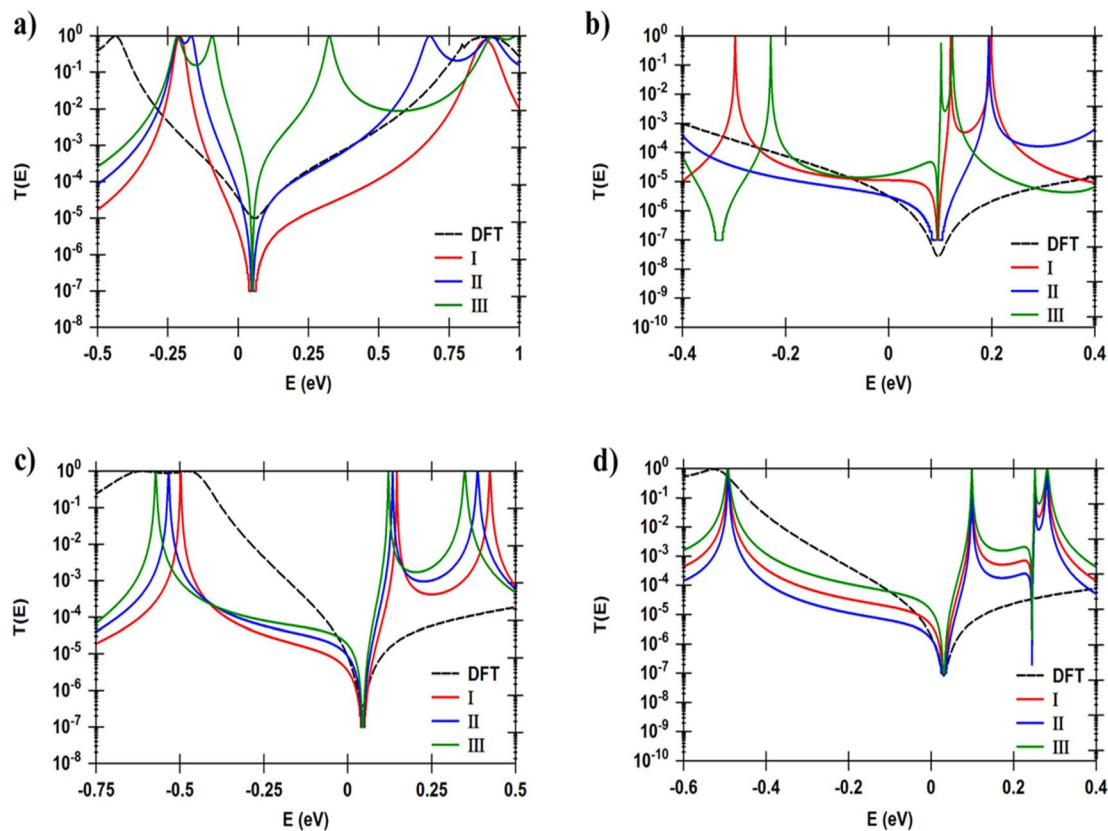 a)
10⁰
10⁻¹
10⁻²
10⁻³
10⁻⁴
10⁻⁵
10⁻⁶
10⁻⁷
10⁻⁸
T(E)
DFT
I
II
III
-0.5
-0.25
0
0.25
0.5
0.75
1
E (eV)
b)
10⁰
10⁻¹
10⁻²
10⁻³
10⁻⁴
10⁻⁵
10⁻⁶
10⁻⁷
10⁻⁸
10⁻⁹
10⁻¹⁰
T(E)
DFT
I
II
III
-0.4
-0.2
0
0.2
0.4
E (eV)
c)
10⁰
10⁻¹
10⁻²
10⁻³
10⁻⁴
10⁻⁵
10⁻⁶
10⁻⁷
10⁻⁸
T(E)
DFT
I
II
III
-0.75
-0.5
-0.25
0
0.25
0.5
E (eV)
d)
10⁰
10⁻¹
10⁻²
10⁻³
10⁻⁴
10⁻⁵
10⁻⁶
10⁻⁷
10⁻⁸
10⁻⁹
10⁻¹⁰
T(E)
DFT
I
II
III
-0.6
-0.4
-0.2
0
0.2
0.4
E (eV)